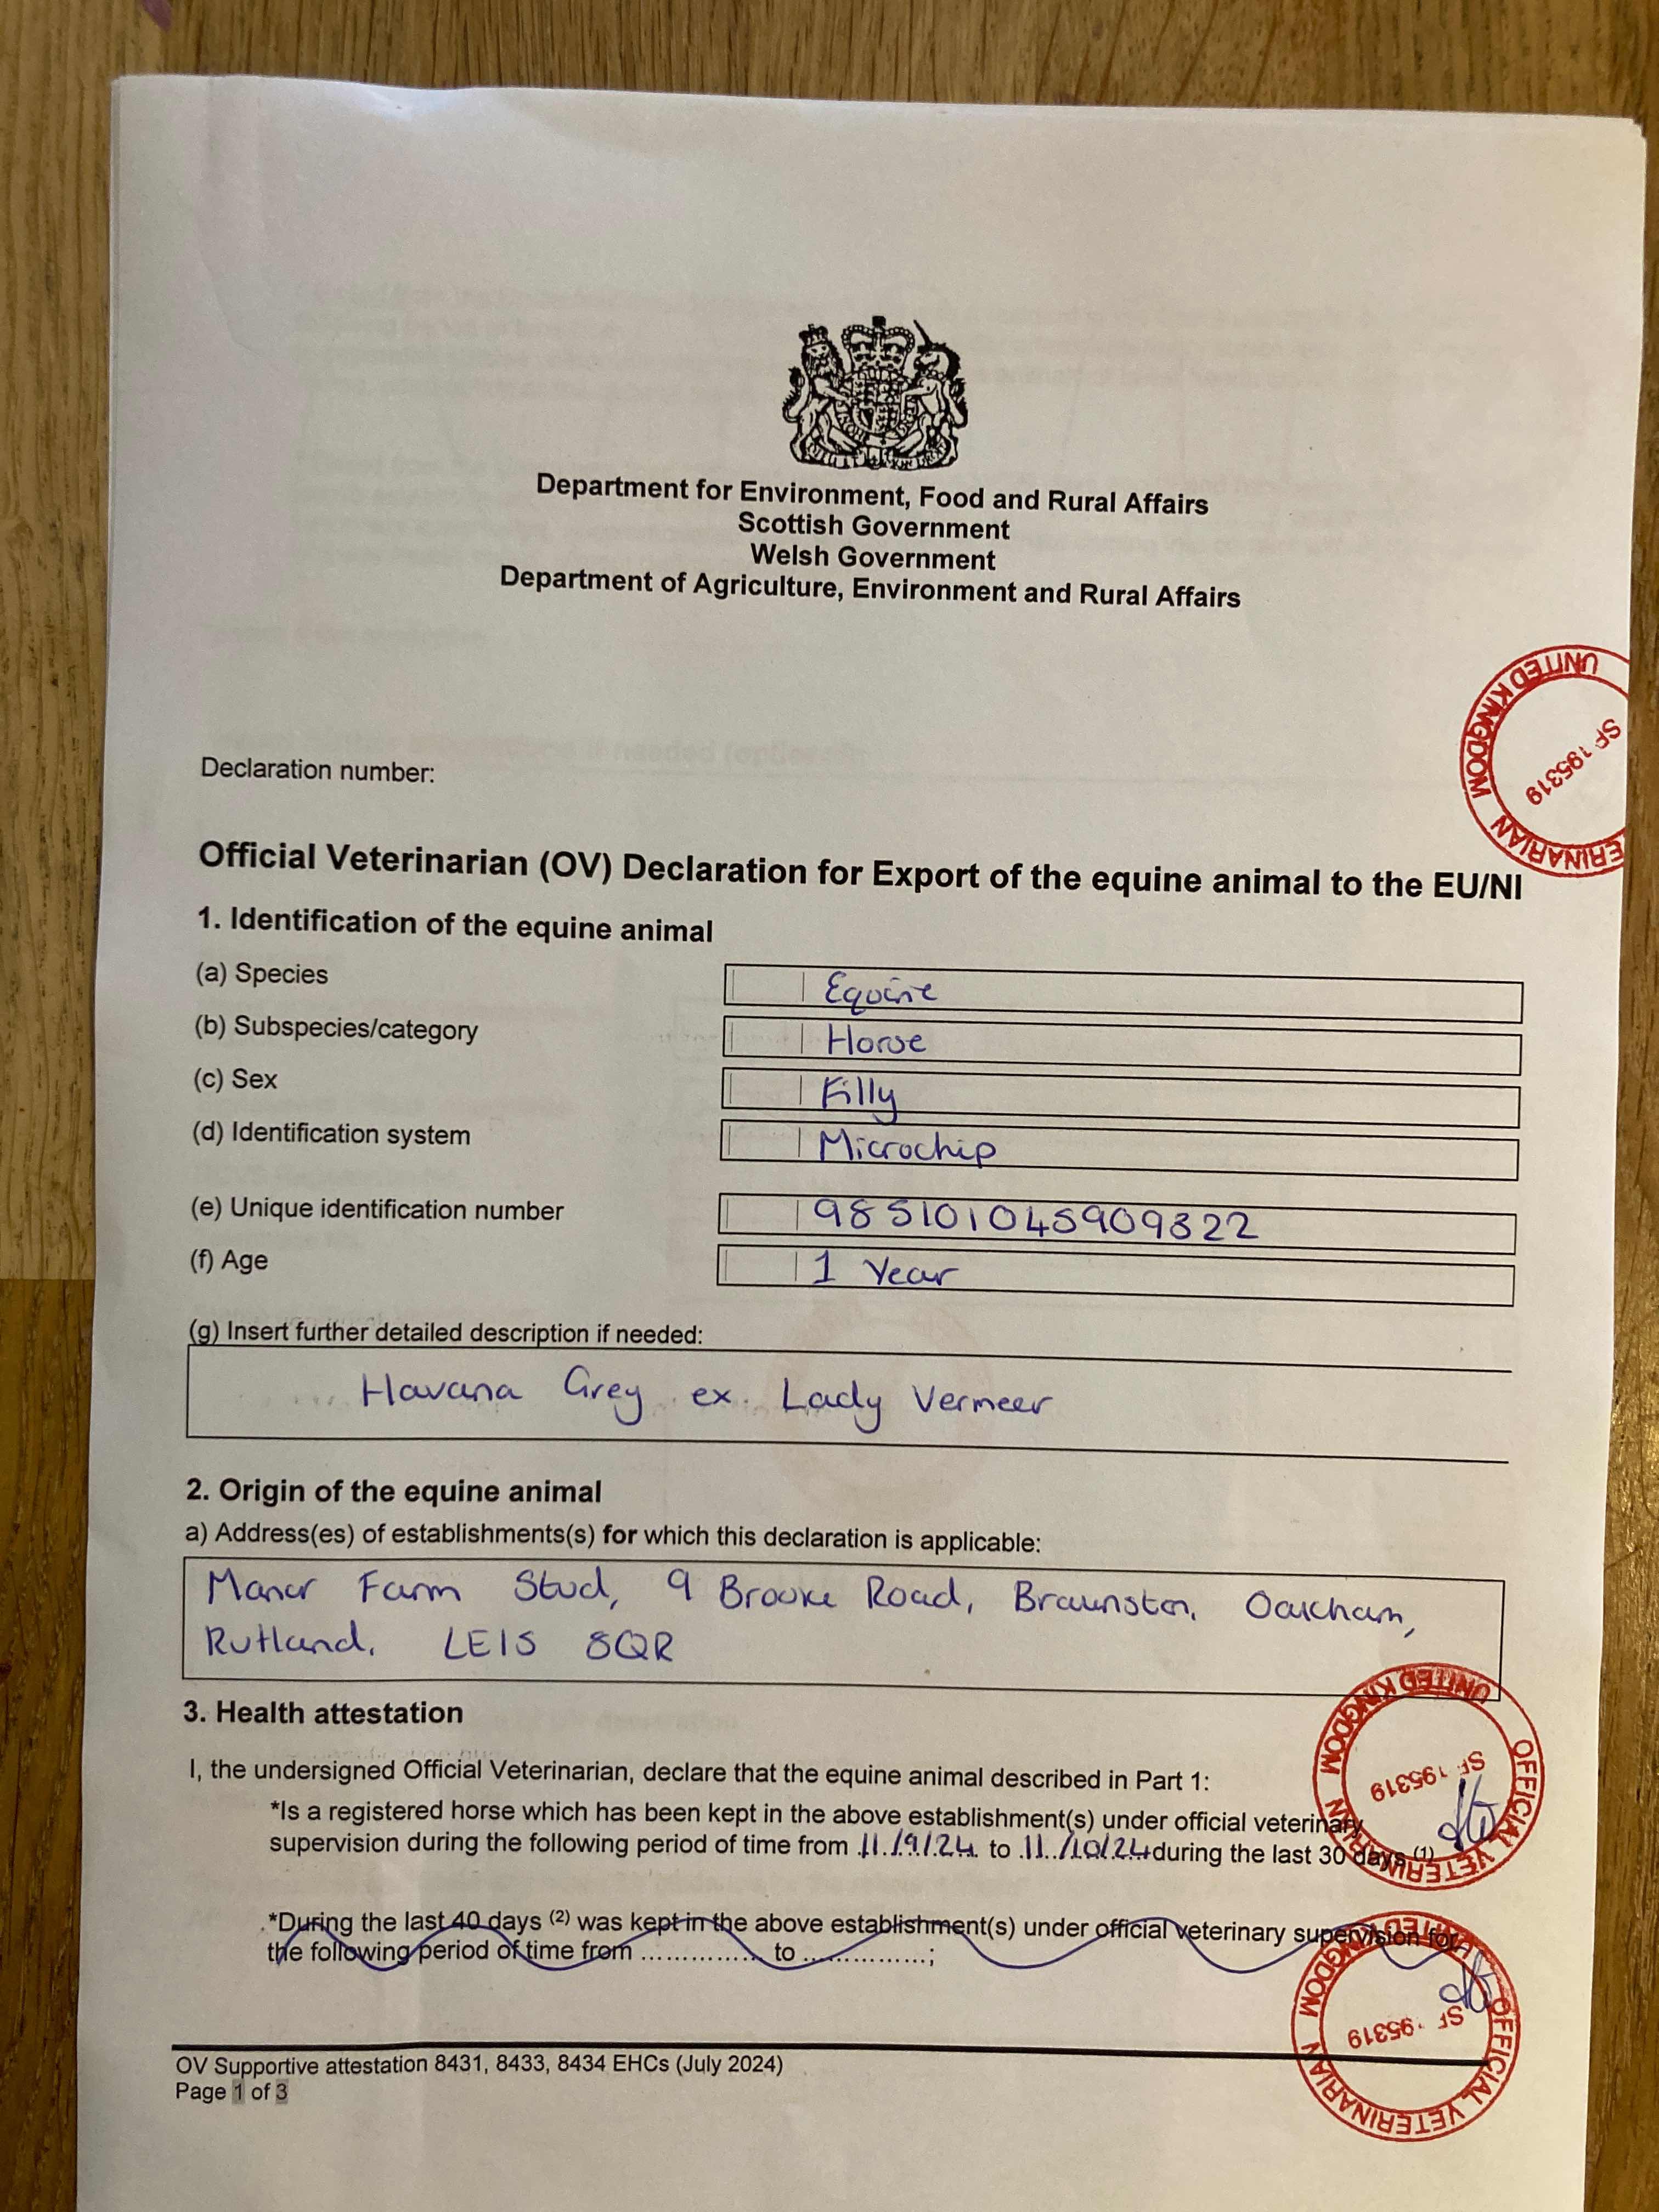 Department for Environment, Food and Rural Affairs
Scottish Government
Welsh Government
Department of Agriculture, Environment and Rural Affairs
UNITED KINGDOM
ERINARIAN
SF 195319
Declaration number:
Official Veterinarian (OV) Declaration for Export of the equine animal to the EU/NI
1. Identification of the equine animal
(a) Species Equine
(b) Subspecies/category Horse
(c) Sex Filly
(d) Identification system Microchip
(e) Unique identification number 985101045909322
(f) Age 1 Year
(g) Insert further detailed description if needed:
Havana Grey ex. Lady Vermeer
2. Origin of the equine animal
a) Address(es) of establishments(s) for which this declaration is applicable:
Manor Farm Stud, 9 Brooke Road, Braunston, Oakham,
Rutland. LE15 8QR
3. Health attestation
I, the undersigned Official Veterinarian, declare that the equine animal described in Part 1:
*Is a registered horse which has been kept in the above establishment(s) under official veterinary
supervision during the following period of time from 11/9/24 to 11/10/24 during the last 30 days (1)
OFFICIAL VETERINARIAN UNITED KINGDOM
SF 195319
*During the last 40 days (2) was kept in the above establishment(s) under official veterinary supervision for
the following period of time from ............... to ...............;
OFFICIAL VETERINARIAN UNITED KINGDOM
SF 195319
OV Supportive attestation 8431, 8433, 8434 EHCs (July 2024)
Page 1 of 3